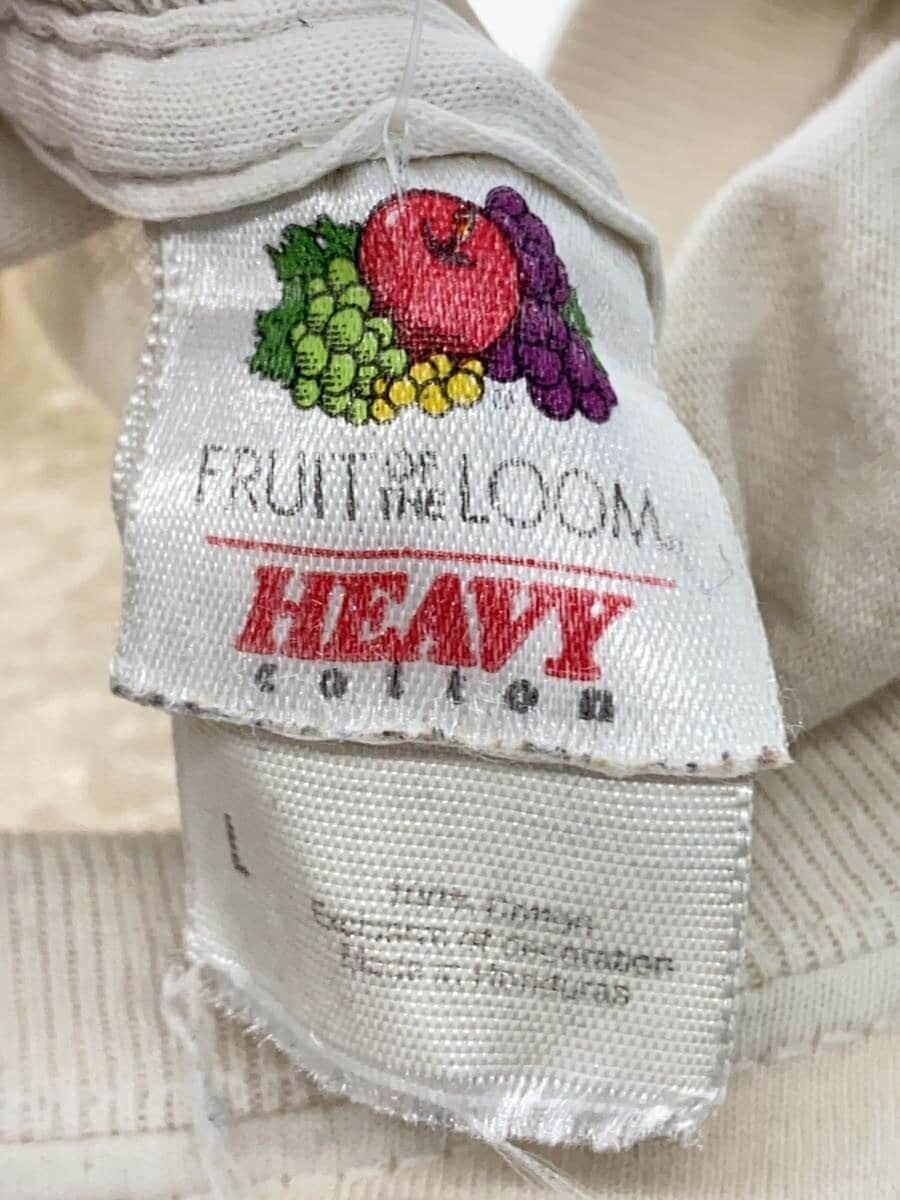 ®
FRUIT OF THE LOOM
HEAVY
cotton
L
100% Cotton
Exclusive of decoration
Made in Honduras